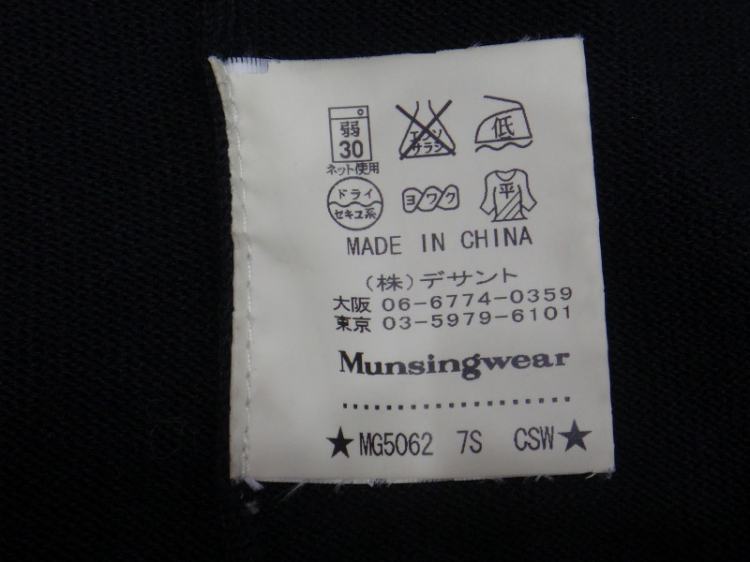 弱
30
ネット使用
エンソ
サラシ
低
ドライ
セキユ系
ヨワク
平
MADE IN CHINA
(株)デサント
大阪 06-6774-0359
東京 03-5979-6101
Munsingwear
★MG5062 7S CSW★